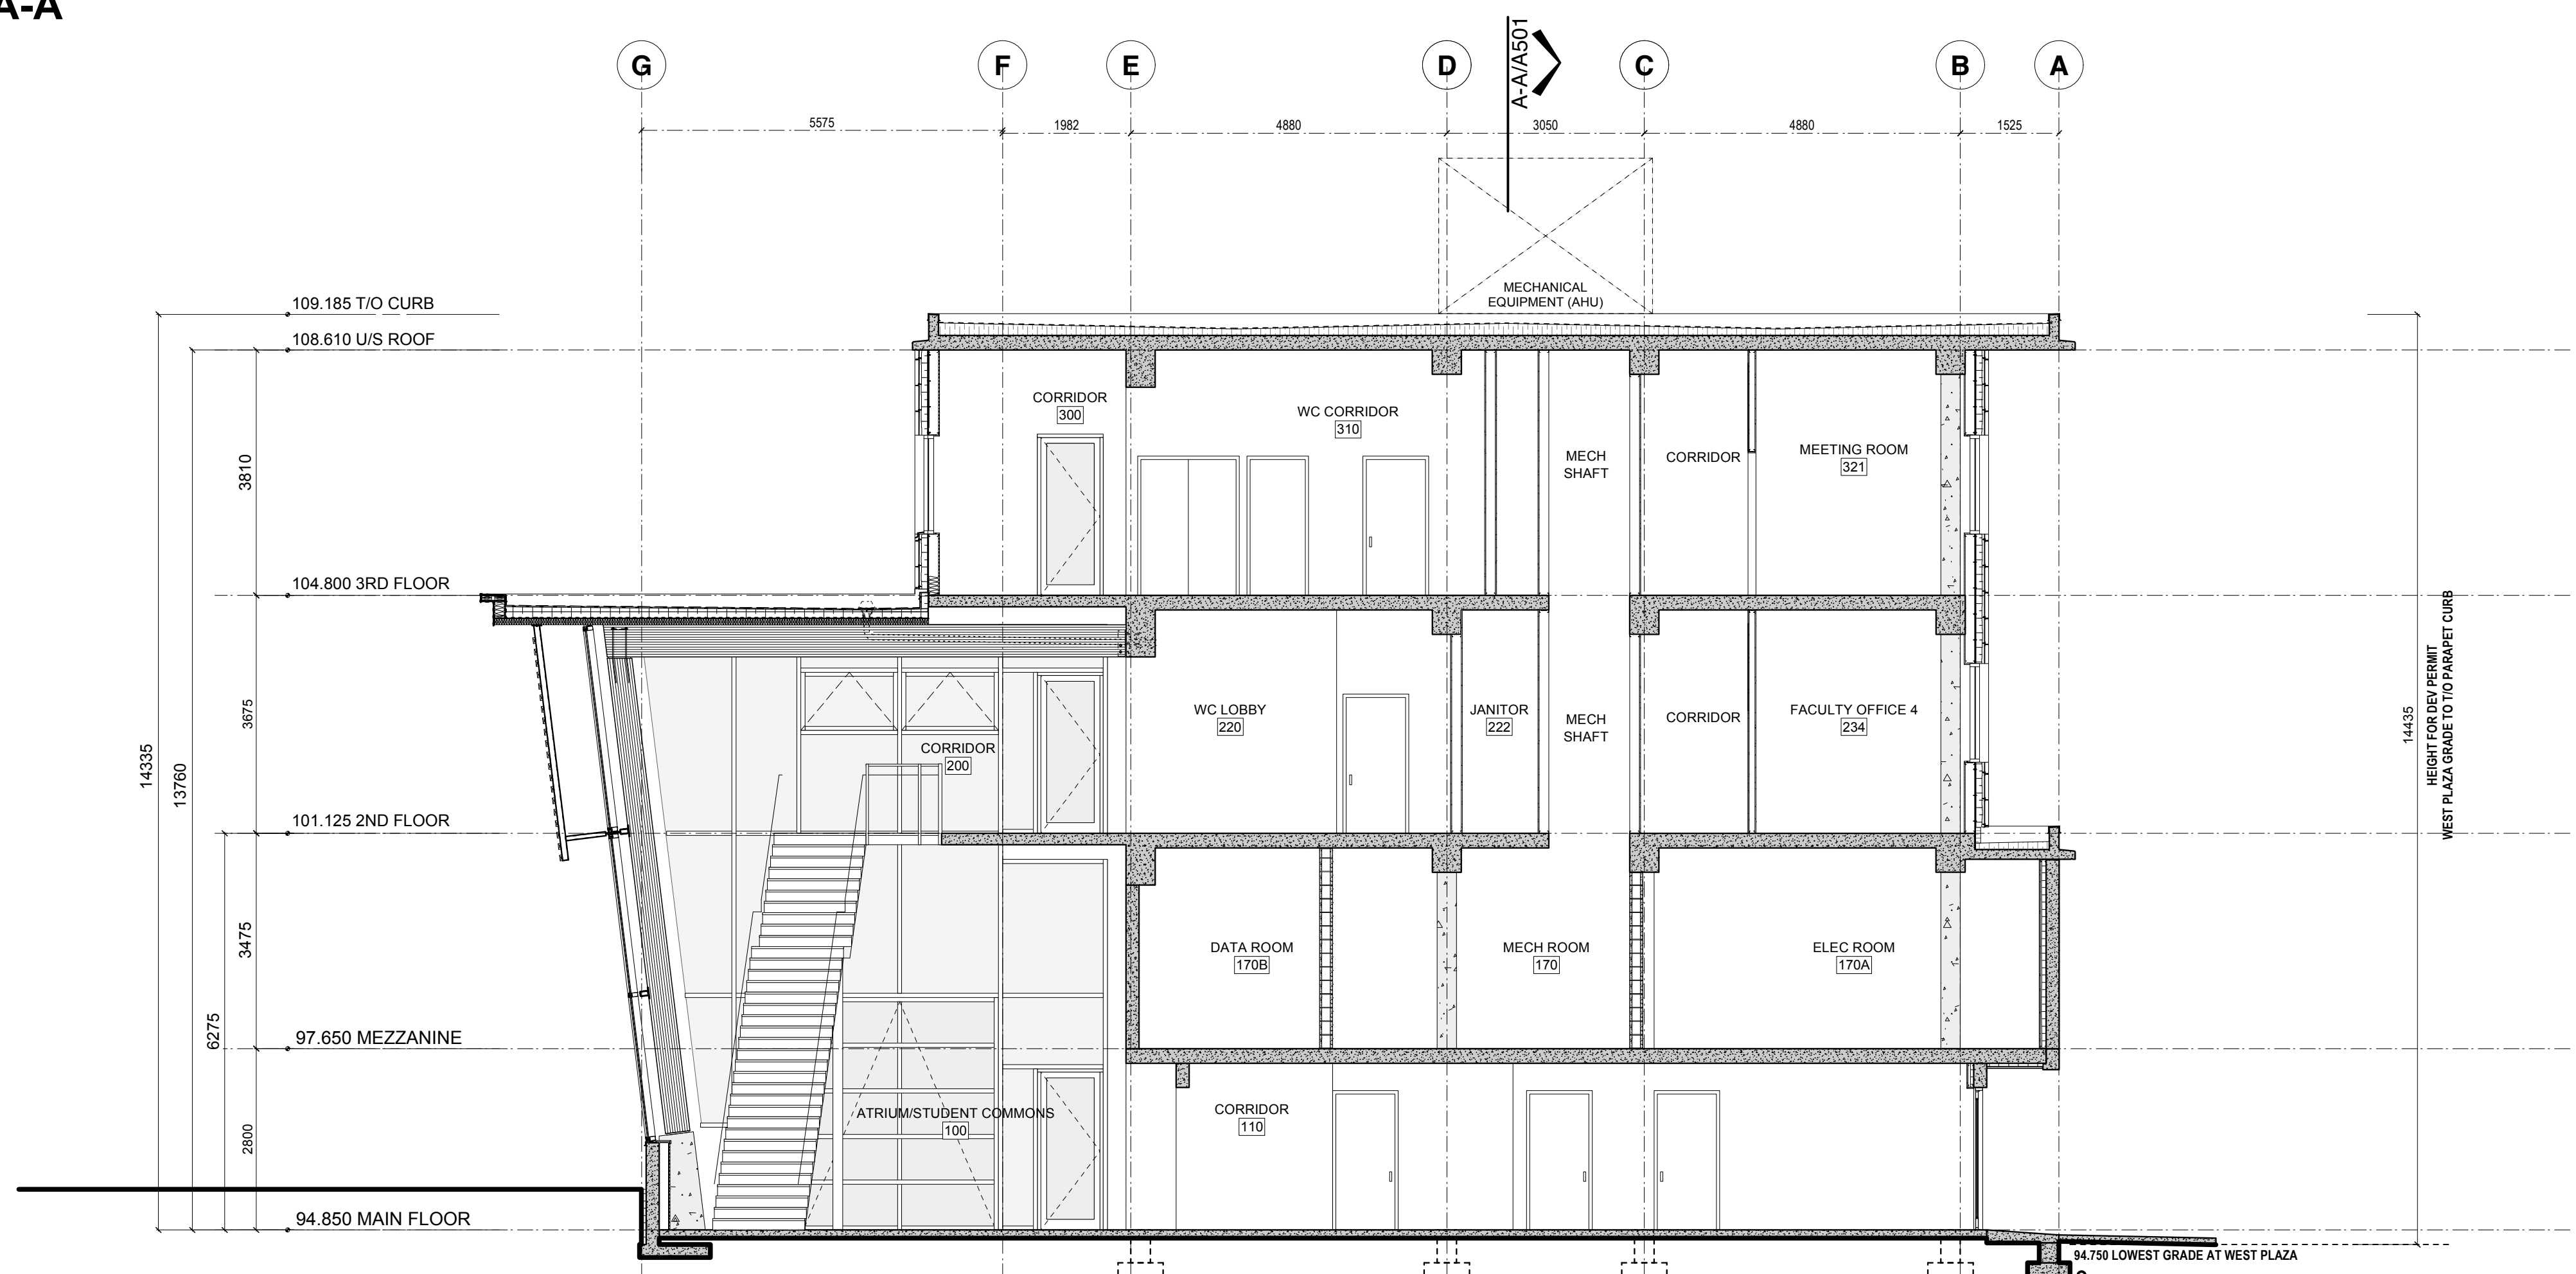 A-A
A-A/A501
G
F
E
D
C
B
A
5575
1982
4880
3050
4880
1525
MECHANICAL
EQUIPMENT (AHU)
109.185 T/O CURB
108.610 U/S ROOF
104.800 3RD FLOOR
101.125 2ND FLOOR
97.650 MEZZANINE
94.850 MAIN FLOOR
14335
13760
6275
3810
3675
3475
2800
CORRIDOR
300
WC CORRIDOR
310
MECH
SHAFT
CORRIDOR
MEETING ROOM
321
CORRIDOR
200
WC LOBBY
220
JANITOR
222
MECH
SHAFT
CORRIDOR
FACULTY OFFICE 4
234
DATA ROOM
170B
MECH ROOM
170
ELEC ROOM
170A
ATRIUM/STUDENT COMMONS
100
CORRIDOR
110
14435
HEIGHT FOR DEV PERMIT
WEST PLAZA GRADE TO T/O PARAPET CURB
94.750 LOWEST GRADE AT WEST PLAZA